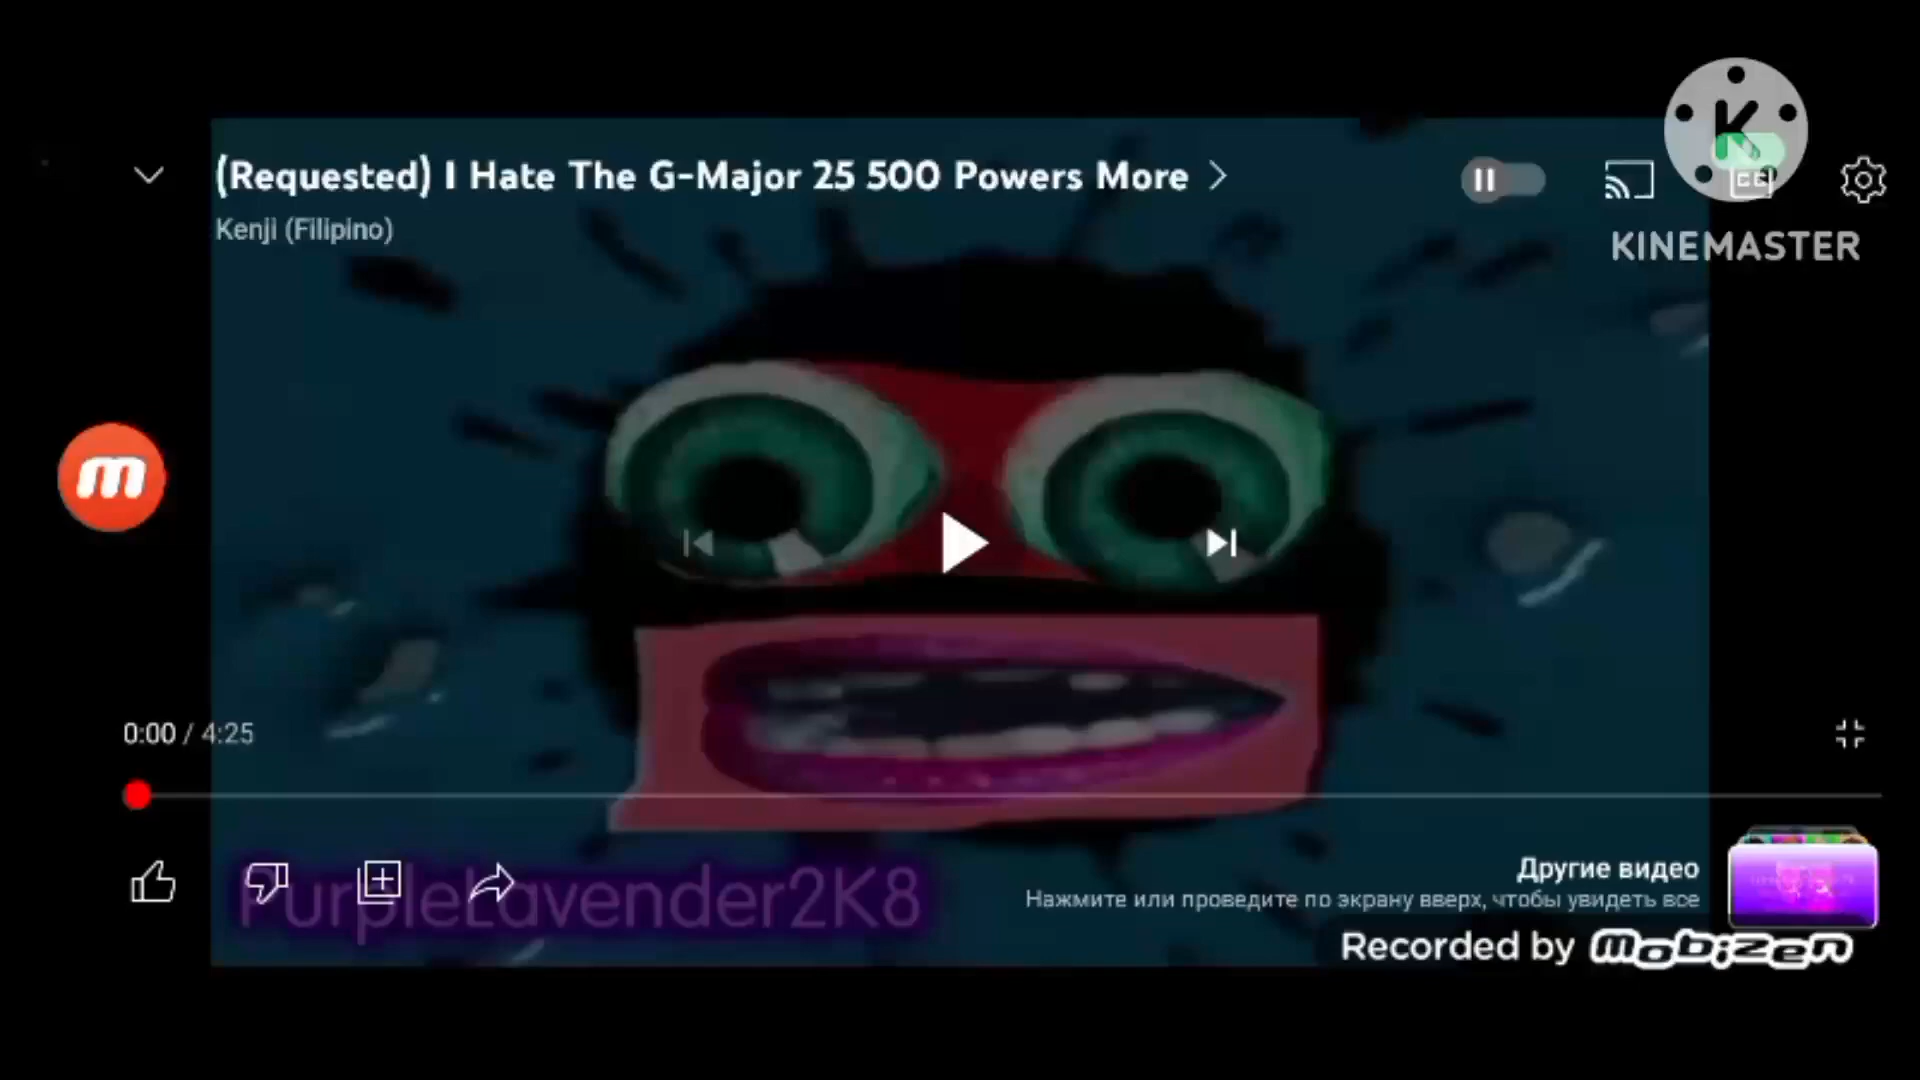 (Requested) I Hate The G-Major 25 500 Powers More
Kenji (Filipino)
K
CC
KINEMASTER
m
0:00 / 4:25
PurpleLavender2K8
Другие видео
Нажмите или проведите по экрану вверх, чтобы увидеть все
Recorded by mobizen